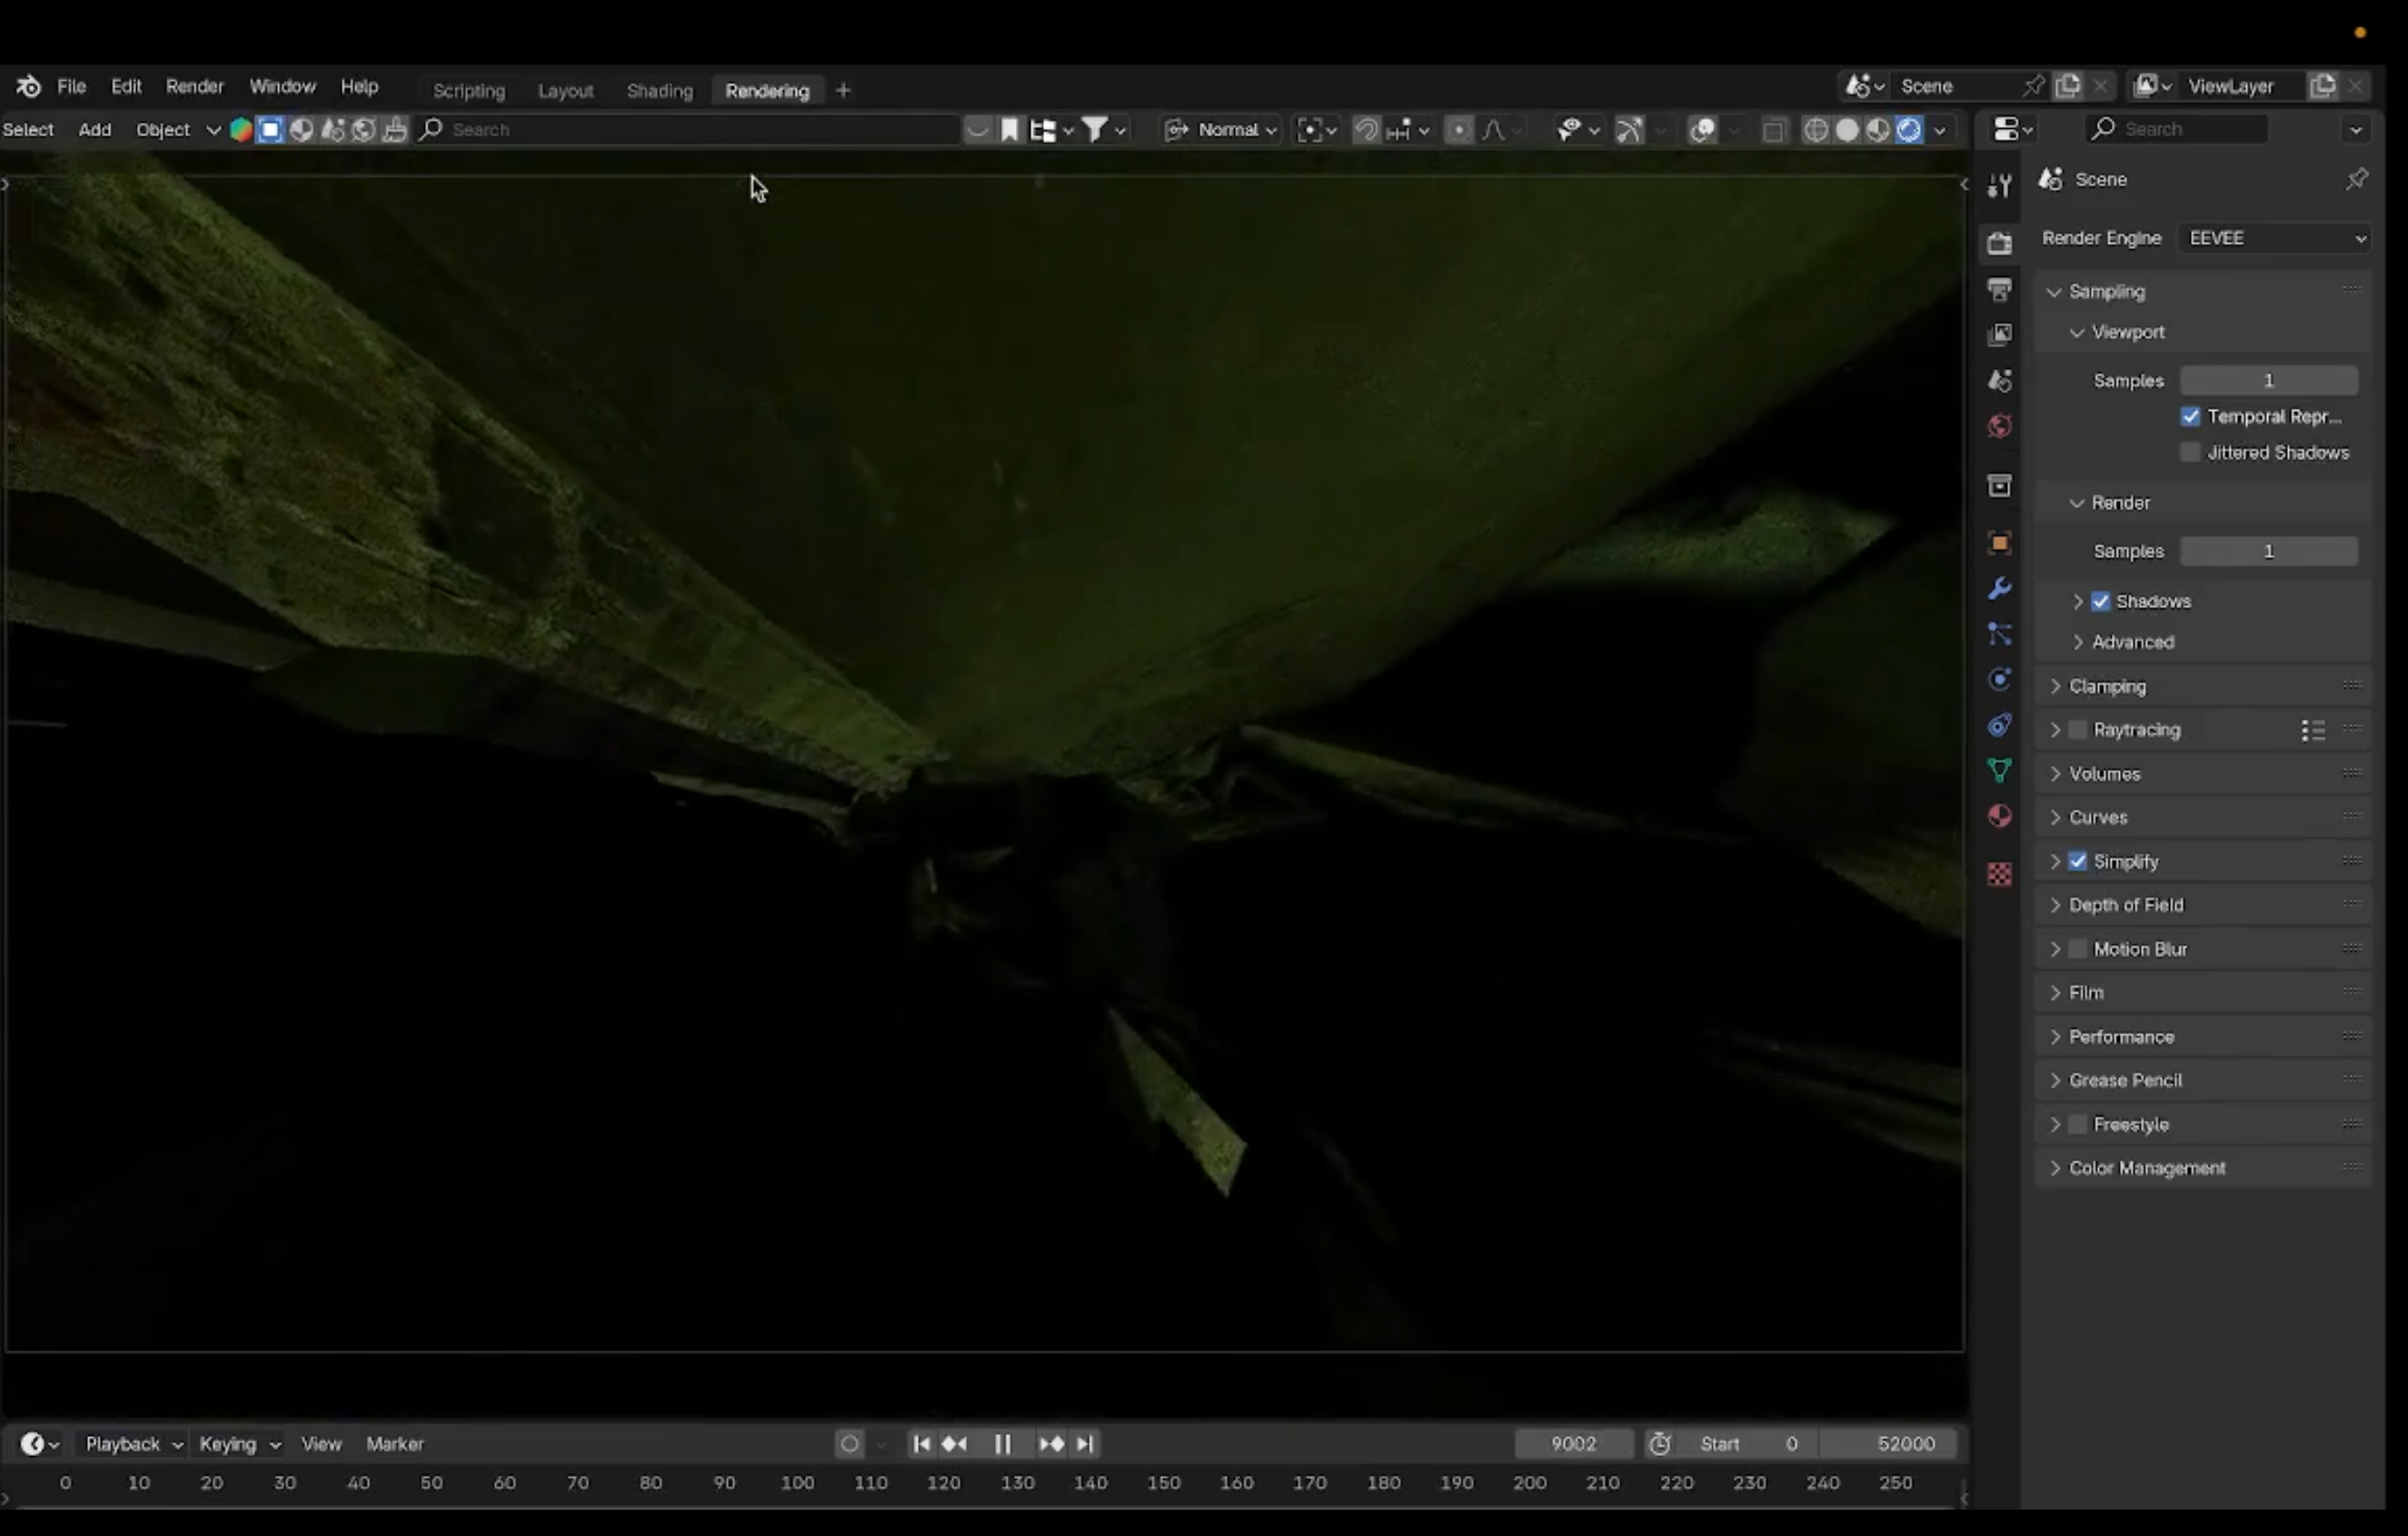 File Edit Render Window Help Scripting Layout Shading Rendering + Scene ViewLayer
Select Add Object Search Normal Search
Scene
Render Engine EEVEE
Sampling
Viewport
Samples 1
Temporal Repr...
Jittered Shadows
Render
Samples 1
Shadows
Advanced
Clamping
Raytracing
Volumes
Curves
Simplify
Depth of Field
Motion Blur
Film
Performance
Grease Pencil
Freestyle
Color Management
Playback Keying View Marker 9002 Start 0 52000
0 10 20 30 40 50 60 70 80 90 100 110 120 130 140 150 160 170 180 190 200 210 220 230 240 250